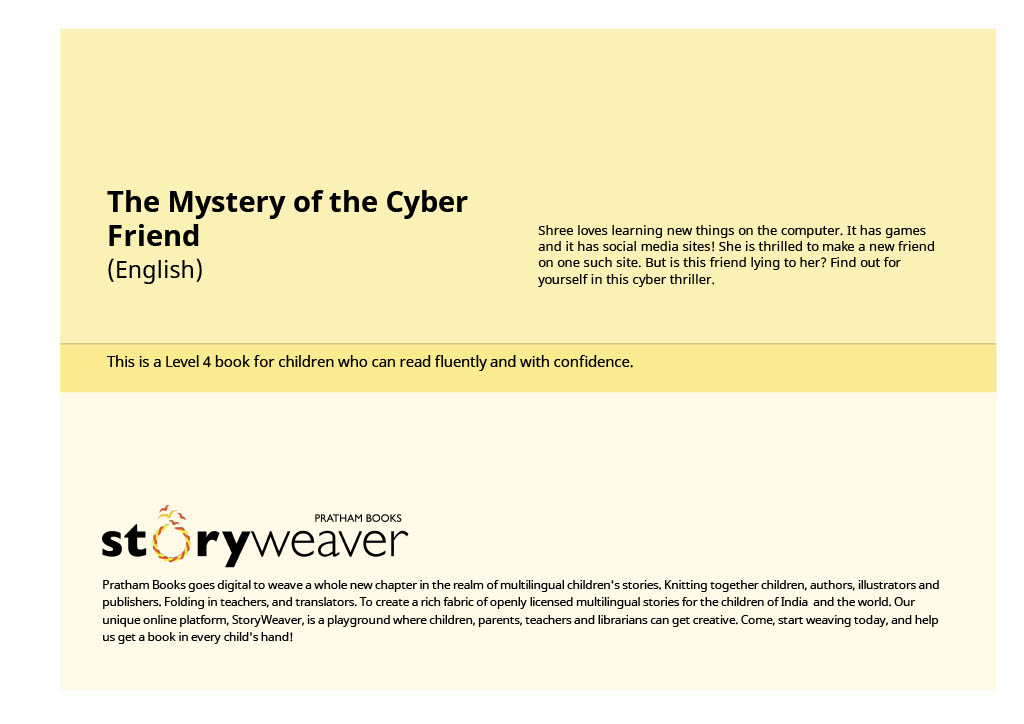 The Mystery of the Cyber
Friend
(English)
Shree loves learning new things on the computer. It has games
and it has social media sites! She is thrilled to make a new friend
on one such site. But is this friend lying to her? Find out for
yourself in this cyber thriller.
This is a Level 4 book for children who can read fluently and with confidence.
PRATHAM BOOKS
storyweaver
Pratham Books goes digital to weave a whole new chapter in the realm of multilingual children's stories. Knitting together children, authors, illustrators and
publishers. Folding in teachers, and translators. To create a rich fabric of openly licensed multilingual stories for the children of India and the world. Our
unique online platform, StoryWeaver, is a playground where children, parents, teachers and librarians can get creative. Come, start weaving today, and help
us get a book in every child's hand!